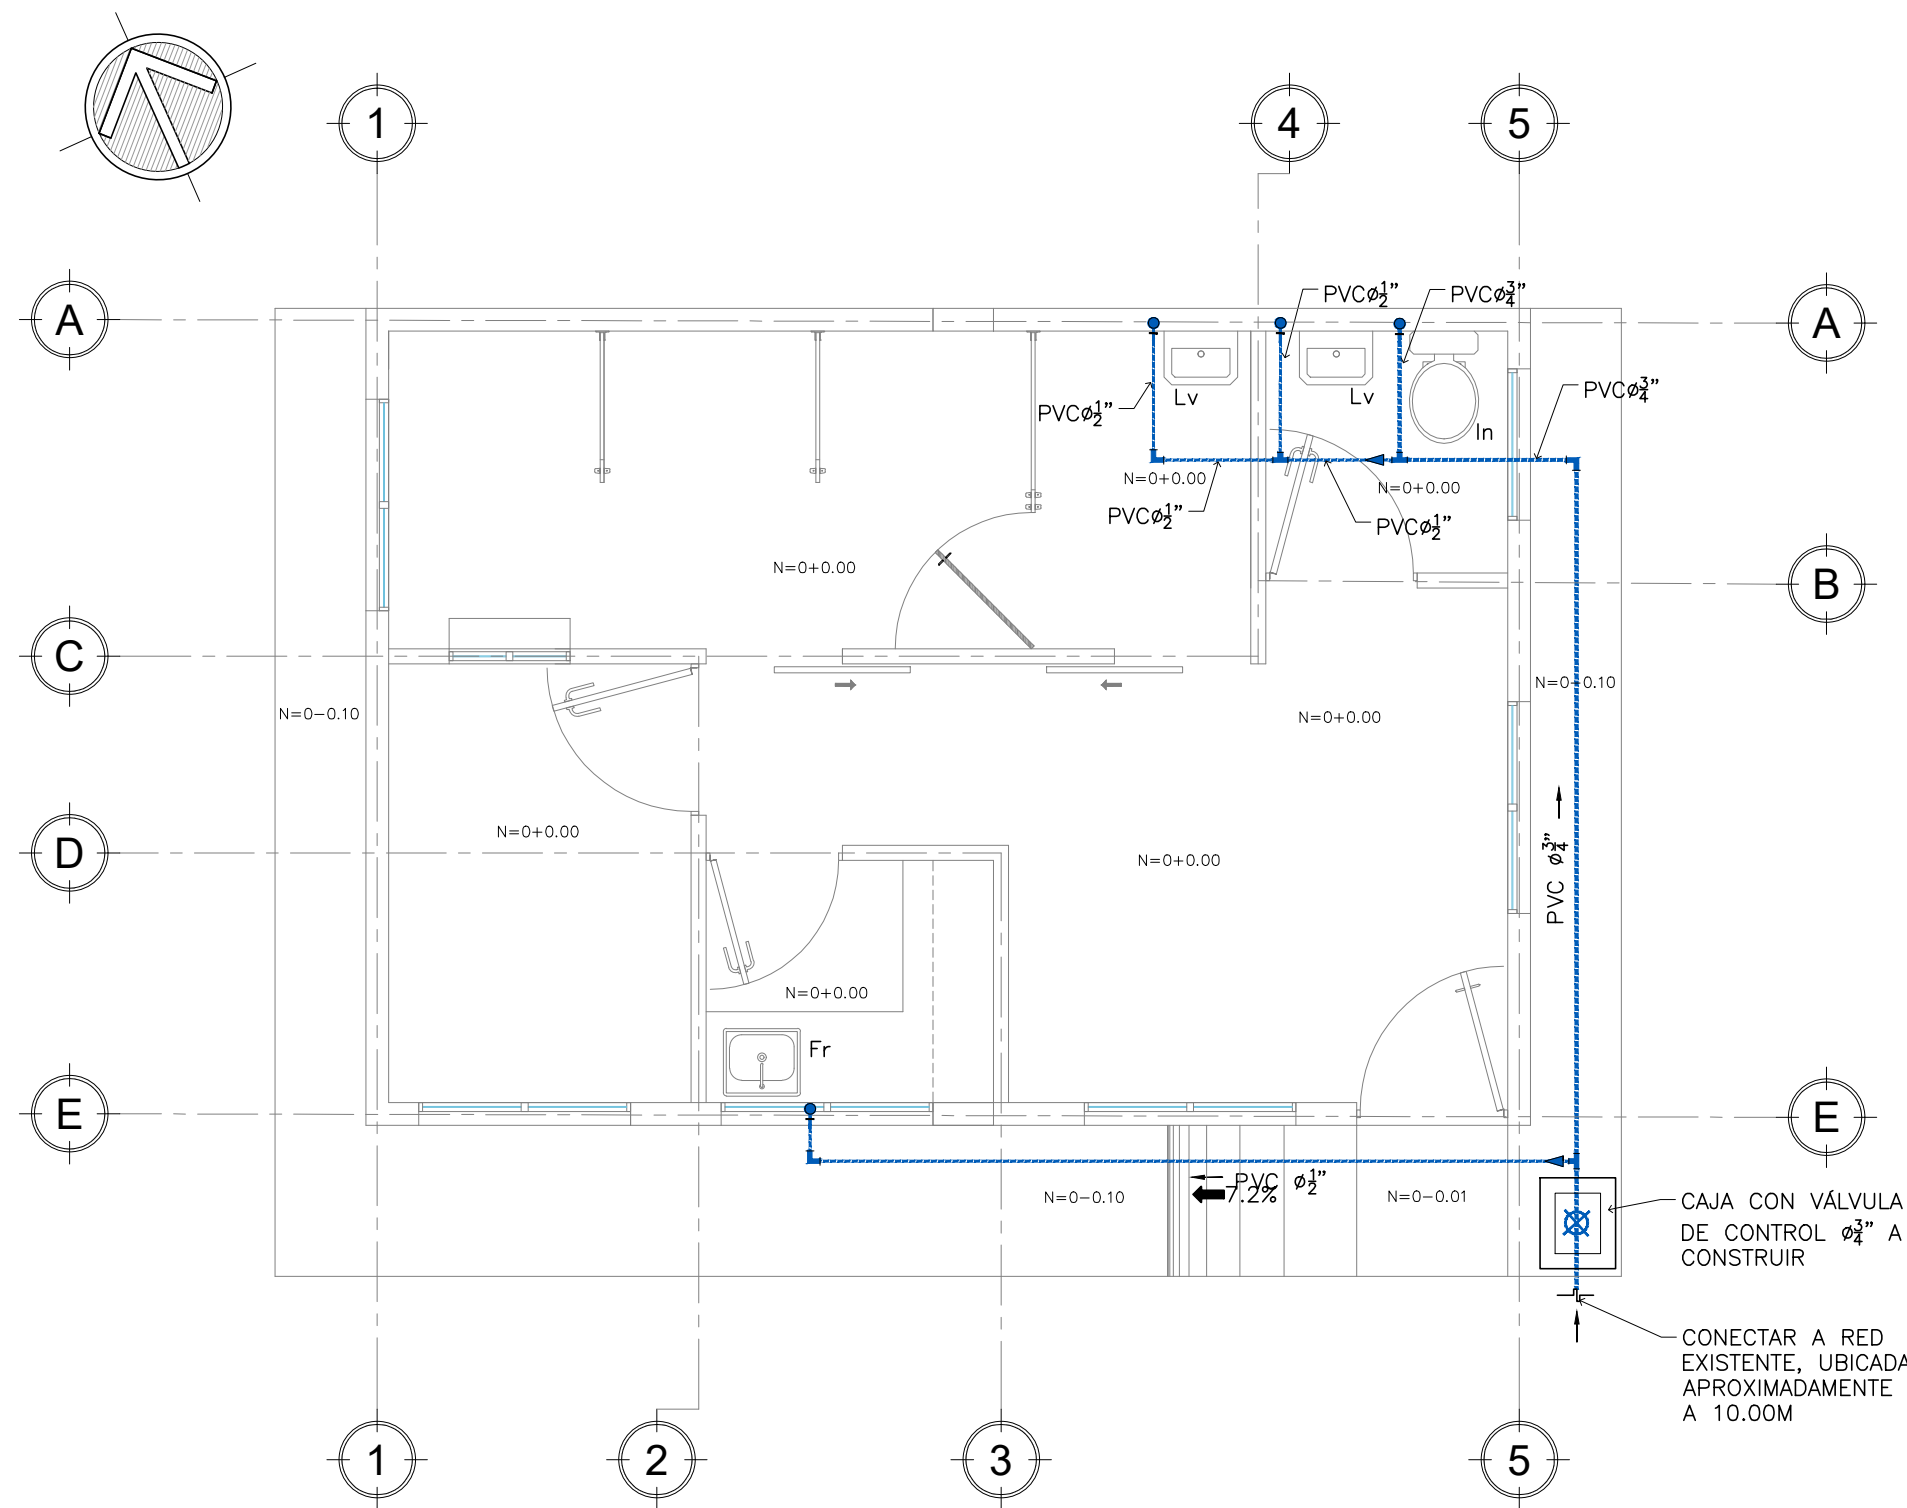 1
4
5
A
A
PVCø1/2"
PVCø3/4"
PVCø3/4"
Lv
Lv
PVCø1/2"
In
N=0+0.00
N=0+0.00
PVCø1/2"
PVCø1/2"
N=0+0.00
B
C
N=0-0.10
N=0-0.10
N=0+0.00
N=0+0.00
D
N=0+0.00
PVC ø3/4"
N=0+0.00
Fr
E
E
PVC ø1/2"
7.2%
N=0-0.10
N=0-0.01
CAJA CON VÁLVULA
DE CONTROL ø3/4" A
CONSTRUIR
CONECTAR A RED
EXISTENTE, UBICADA
APROXIMADAMENTE
A 10.00M
1
2
3
5